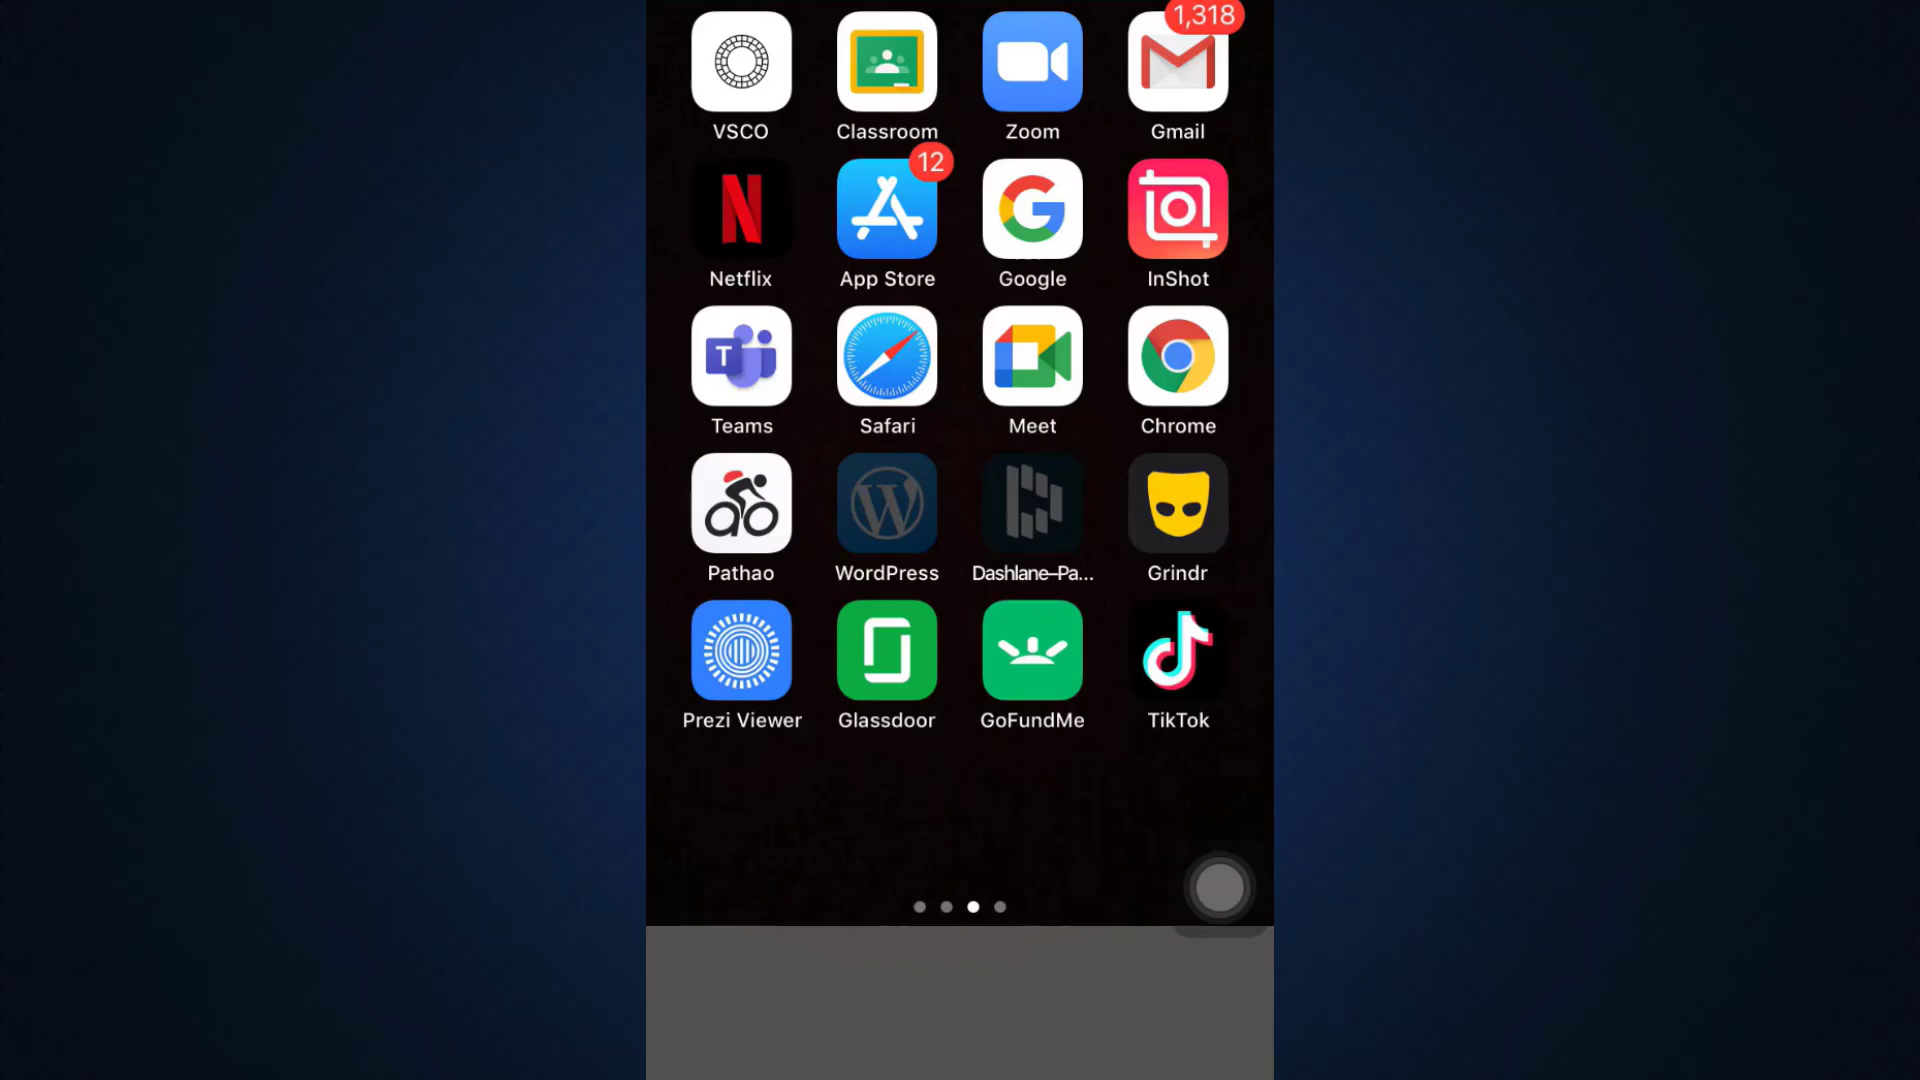 1,318
VSCO Classroom Zoom Gmail
12
Netflix App Store Google InShot
T
Teams Safari Meet Chrome
Pathao WordPress Dashlane–Pa... Grindr
Prezi Viewer Glassdoor GoFundMe TikTok